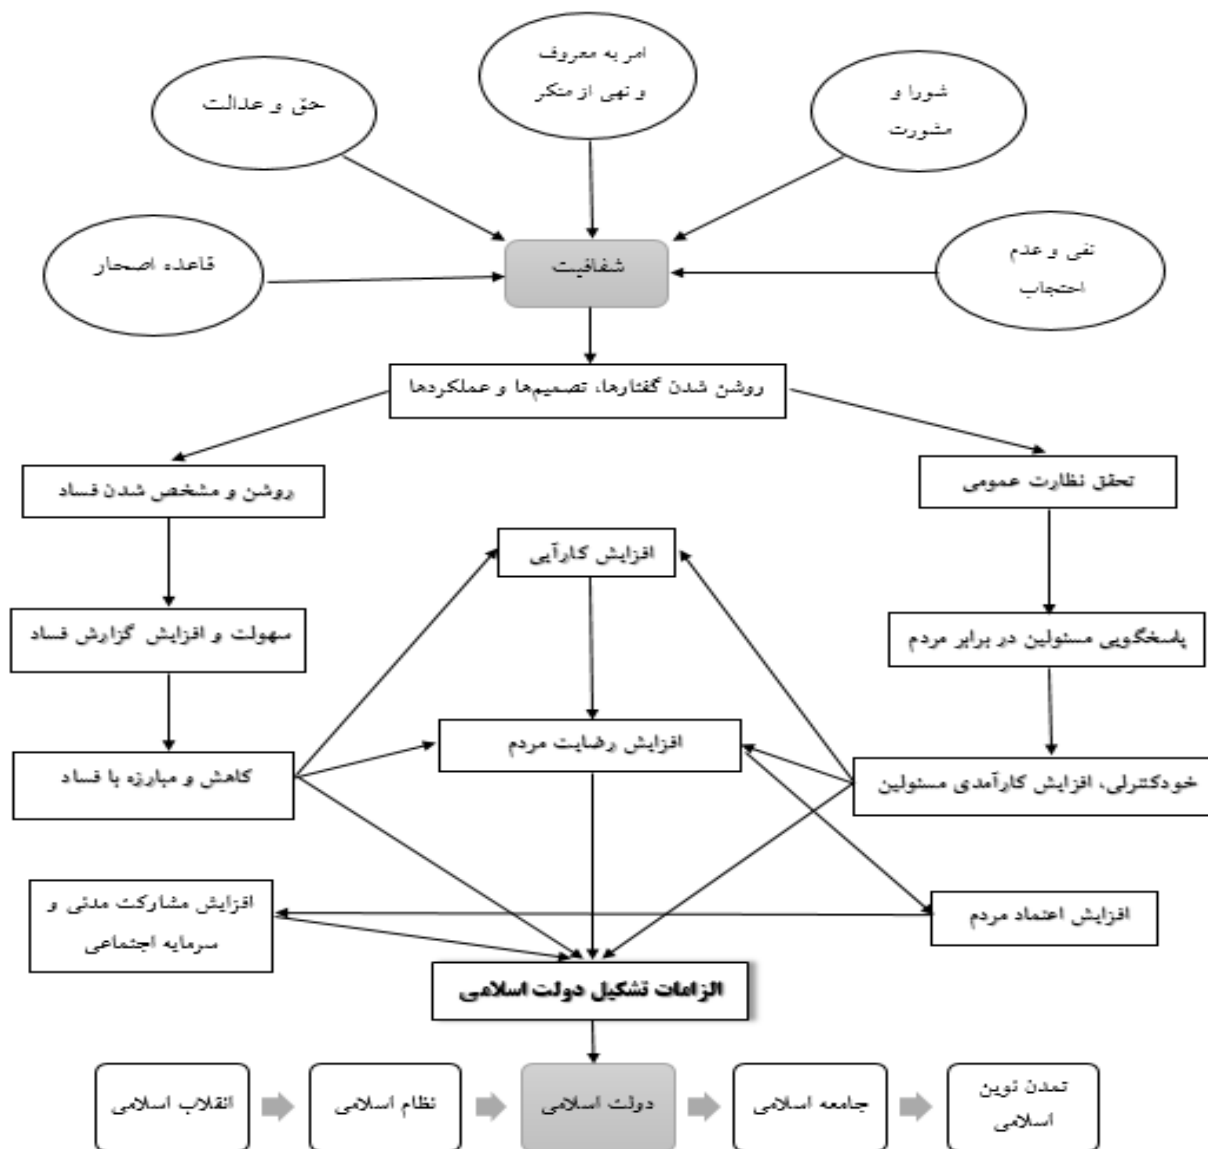 امر به معروف
و نهی از منکر
شورا و
مشورت
حق و عدالت
نفی و عدم
احتجاب
شفافیت
قاعده اصحار
روشن شدن گفتارها، تصمیم‌ها و عملکردها
تحقق نظارت عمومی
روشن و مشخص شدن فساد
افزایش کارآیی
پاسخگویی مسئولین در برابر مردم
سهولت و افزایش گزارش فساد
افزایش رضایت مردم
خودکنترلی، افزایش کارآمدی مسئولین
کاهش و مبارزه با فساد
افزایش اعتماد مردم
افزایش مشارکت مدنی و
سرمایه اجتماعی
الزامات تشکیل دولت اسلامی
انقلاب اسلامی
نظام اسلامی
دولت اسلامی
جامعه اسلامی
تمدن نوین
اسلامی